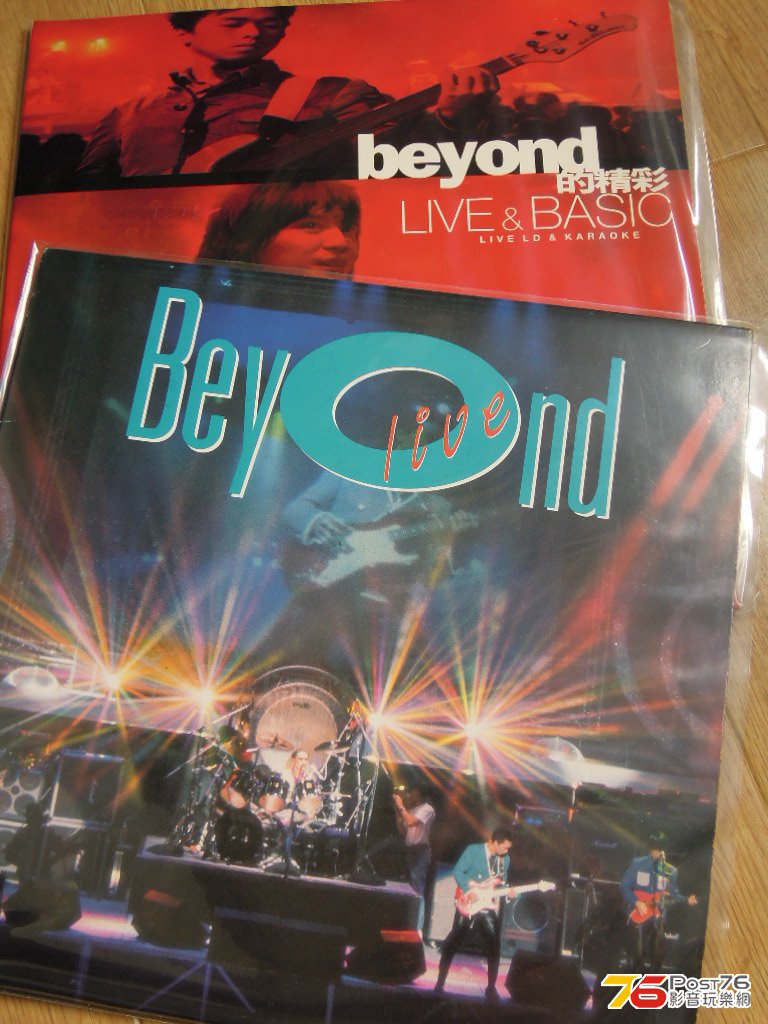 beyond
的精彩
LIVE & BASIC
LIVE LD & KARAOKE
BeyOnd
live
76 POST76
影音玩樂網